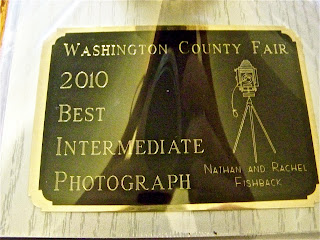 WASHINGTON COUNTY FAIR
2010
BEST
INTERMEDIATE
PHOTOGRAPH
NATHAN AND RACHEL
FISHBACK